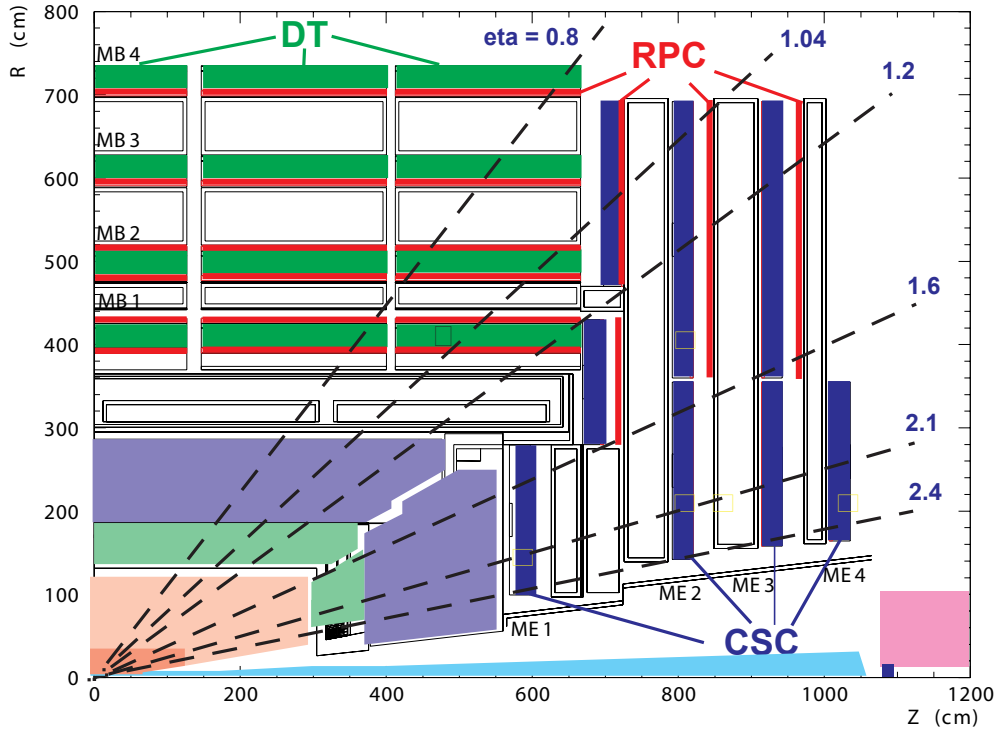 R (cm)
800
700
600
500
400
300
200
100
0
MB 4
MB 3
MB 2
MB 1
DT
eta = 0.8
1.04
RPC
1.2
1.6
2.1
2.4
ME 1
ME 2
ME 3
ME 4
CSC
0
200
400
600
800
1000
1200
Z (cm)